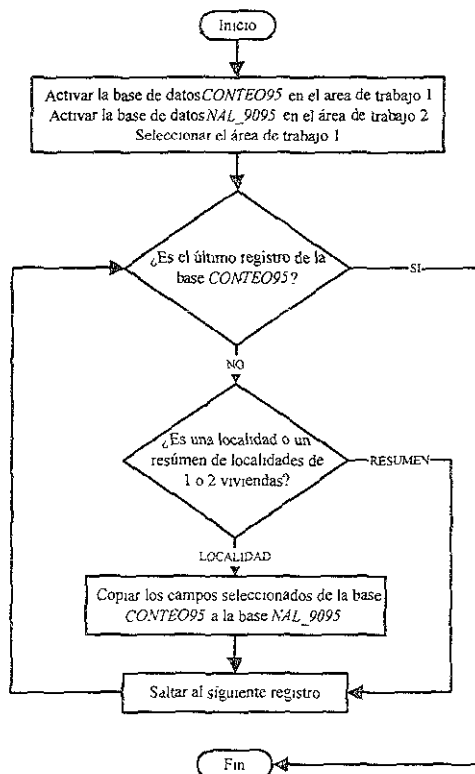 Inicio
Activar la base de datos CONTEO95 en el area de trabajo 1
Activar la base de datos NAL_9095 en el área de trabajo 2
Seleccionar el área de trabajo 1
¿Es el último registro de la
base CONTEO95?
SI
NO
¿Es una localidad o un
resúmen de localidades de
1 o 2 viviendas?
RESUMEN
LOCALIDAD
Copiar los campos seleccionados de la base
CONTEO95 a la base NAL_9095
Saltar al siguiente registro
Fin